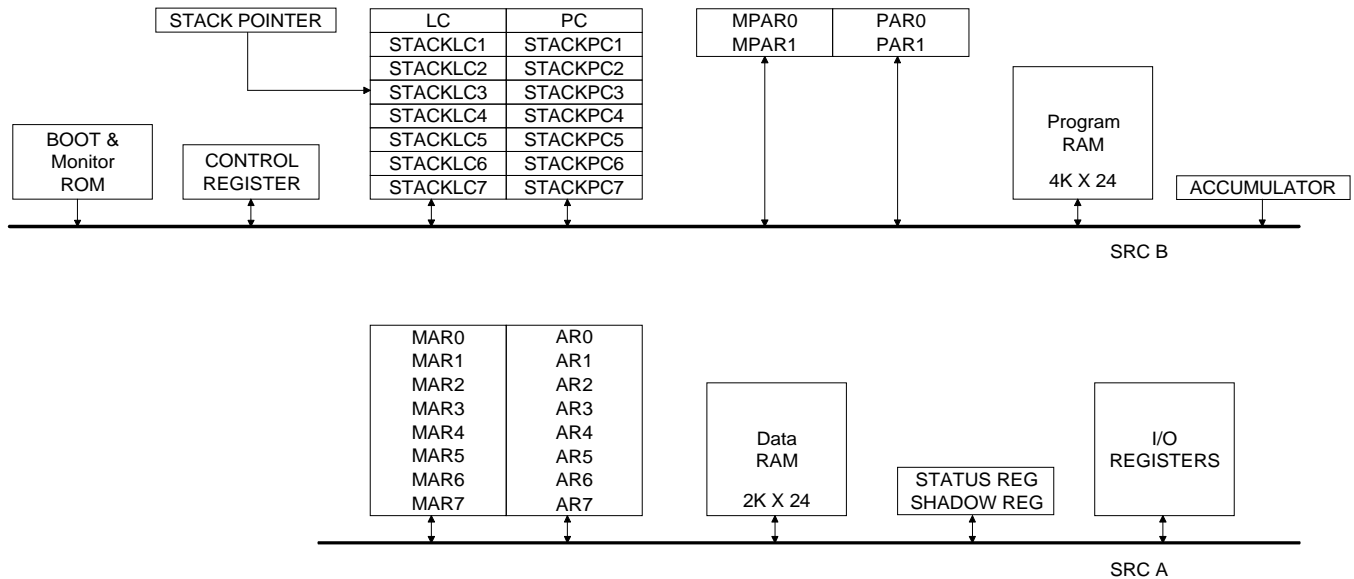 STACK POINTER
LC
PC
STACKLC1
STACKPC1
STACKLC2
STACKPC2
STACKLC3
STACKPC3
STACKLC4
STACKPC4
STACKLC5
STACKPC5
STACKLC6
STACKPC6
STACKLC7
STACKPC7
MPAR0
PAR0
MPAR1
PAR1
BOOT &
Monitor
ROM
CONTROL
REGISTER
Program
RAM
4K X 24
ACCUMULATOR
SRC B
MAR0
AR0
MAR1
AR1
MAR2
AR2
MAR3
AR3
MAR4
AR4
MAR5
AR5
MAR6
AR6
MAR7
AR7
Data
RAM
2K X 24
STATUS REG
SHADOW REG
I/O
REGISTERS
SRC A